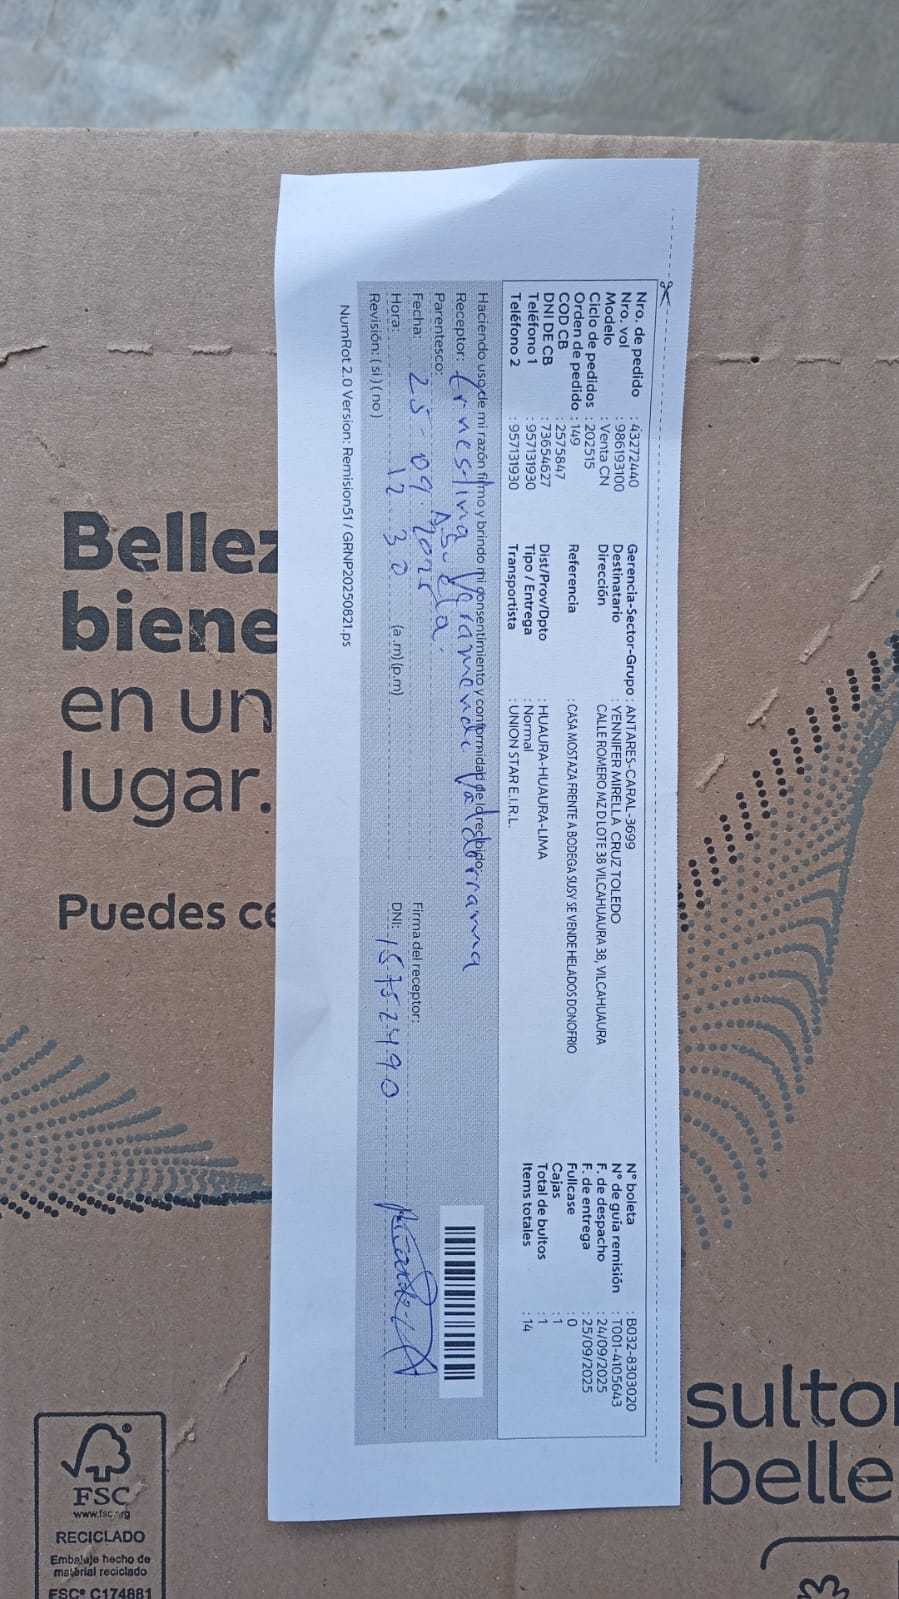 Nro. de pedido : 43272440
Nro. vol : 986193100
Modelo : Venta CN
Ciclo de pedidos : 202515
Orden de pedido : 149
COD CB : 2575847
DNI DE CB : 73654627
Teléfono 1 : 957131930
Teléfono 2 : 957131930
Gerencia-Sector-Grupo : ANTARES-CARAL 3699
Destinatario : YENNIFER MIRELLA CRUZ TOLEDO
Dirección : CALLE ROMERO MZ D LOTE 38 VILCAHUAURA 38, VILCAHUAURA
Referencia : CASA MOSTAZA FRENTE A BODEGA SUSY SE VENDE HELADOS DONOFRIO
Dist/Prov/Dpto : HUAURA-HUAURA-LIMA
Tipo / Entrega : Normal
Transportista : UNION STAR E.I.R.L.
N° boleta : B032-8303020
N° de guia remisión : T001-4105643
F. de despacho : 24/09/2025
F. de entrega : 25/09/2025
Fullcase : 0
Cajas : 1
Total de bultos : 1
Items totales : 14
Haciendo uso de mi razón firmo y brindo mi consentimiento y conformidad de lo recibido:
Receptor: Ernestina Veramendi Valderrama
Parentesco: Abuela.
Fecha: 25-09-2025
Hora: 12 30 (a .m) (p.m)
Revisión: ( si ) ( no )
Firma del receptor:
DNI: 15752490
NumRot 2.0 Version: Remision51 / GRNP20250821.ps
Bellez
biene
en un
lugar.
Puedes ce
sulto
belle
FSC
www.fsc.org
RECICLADO
Embalaje hecho de
material reciclado
FSC® C174881